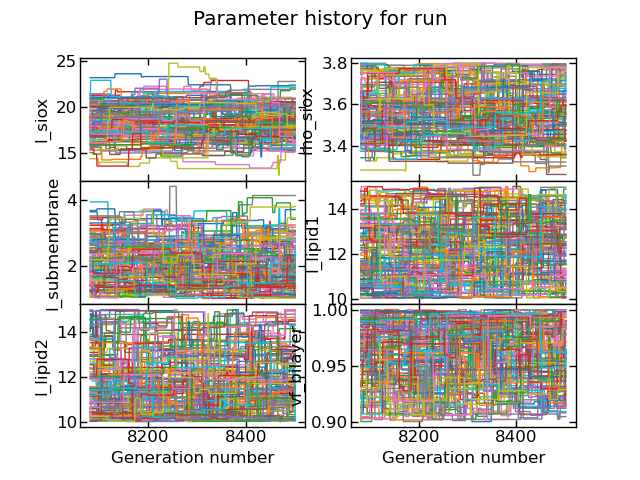 Parameter history for run
25
20
15
l_siox
3.8
3.6
3.4
rho_siox
4
2
l_submembrane
14
12
10
l_lipid1
14
12
10
l_lipid2
8200
8400
Generation number
1.00
0.95
0.90
vf_bilayer
8200
8400
Generation number